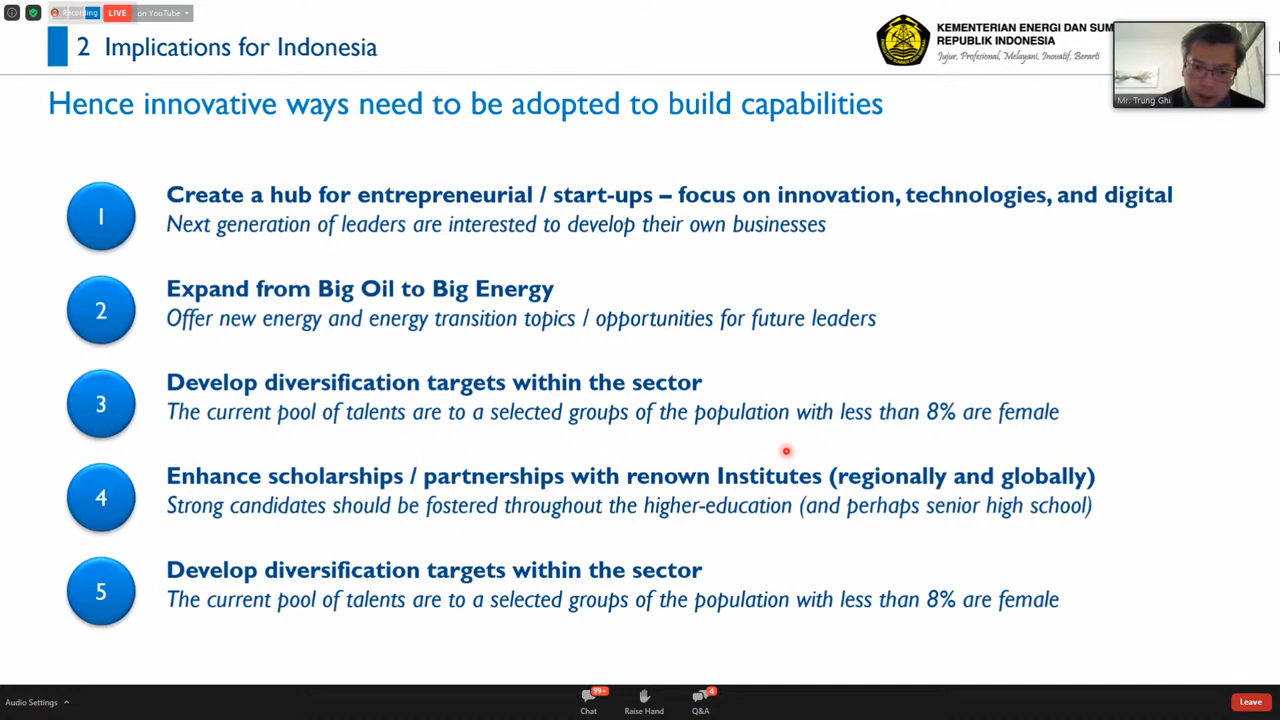 Recording
LIVE
on YouTube
2 Implications for Indonesia
KEMENTERIAN ENERGI DAN SUM
REPUBLIK INDONESIA
Jujur, Profesional, Melayani, Inovatif, Berarti
Mr. Trung Ghi
Hence innovative ways need to be adopted to build capabilities
1
Create a hub for entrepreneurial / start-ups – focus on innovation, technologies, and digital
Next generation of leaders are interested to develop their own businesses
2
Expand from Big Oil to Big Energy
Offer new energy and energy transition topics / opportunities for future leaders
3
Develop diversification targets within the sector
The current pool of talents are to a selected groups of the population with less than 8% are female
4
Enhance scholarships / partnerships with renown Institutes (regionally and globally)
Strong candidates should be fostered throughout the higher-education (and perhaps senior high school)
5
Develop diversification targets within the sector
The current pool of talents are to a selected groups of the population with less than 8% are female
Audio Settings
99+
Chat
Raise Hand
4
Q&A
Leave